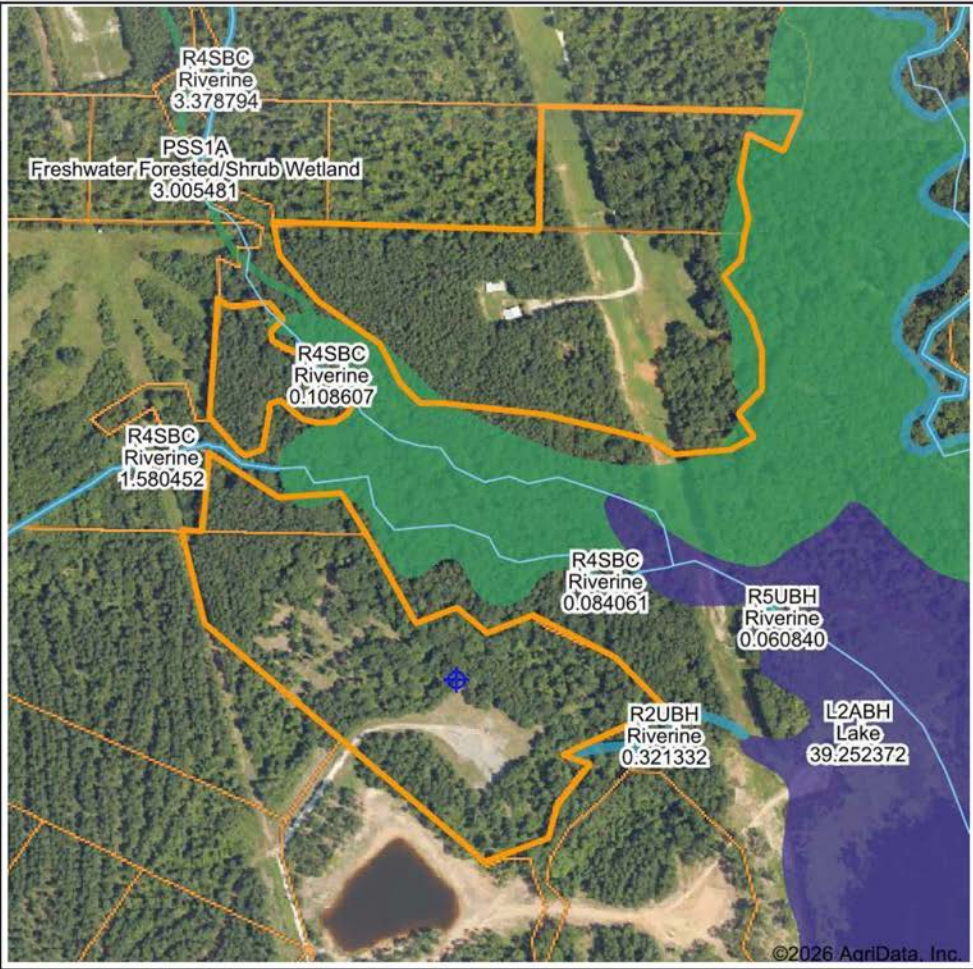 R4SBC
Riverine
3.378794
PSS1A
Freshwater Forested/Shrub Wetland
3.005481
R4SBC
Riverine
0.108607
R4SBC
Riverine
1.580452
R4SBC
Riverine
0.084061
R5UBH
Riverine
0.060840
R2UBH
Riverine
0.321332
L2ABH
Lake
39.252372
©2026 AgriData, Inc.